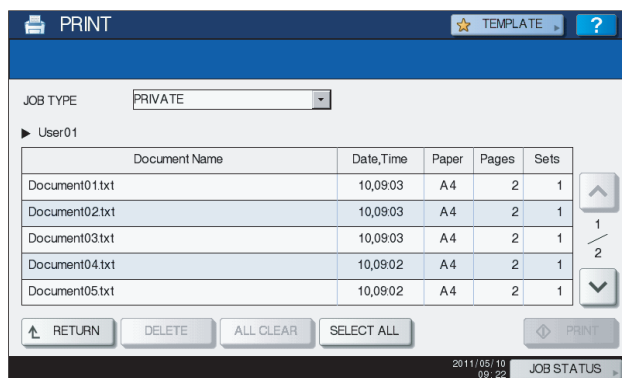 PRINT TEMPLATE ?
JOB TYPE PRIVATE
User01
Document Name Date,Time Paper Pages Sets
Document01.txt 10,09:03 A4 2 1
Document02.txt 10,09:03 A4 2 1
Document03.txt 10,09:03 A4 2 1
Document04.txt 10,09:02 A4 2 1
Document05.txt 10,09:02 A4 2 1
1
2
RETURN DELETE ALL CLEAR SELECT ALL PRINT
2011/05/10
09:22
JOB STATUS